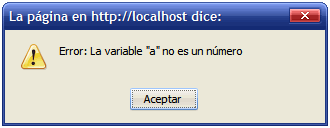 La página en http://localhost dice:
Error: La variable "a" no es un número
Aceptar